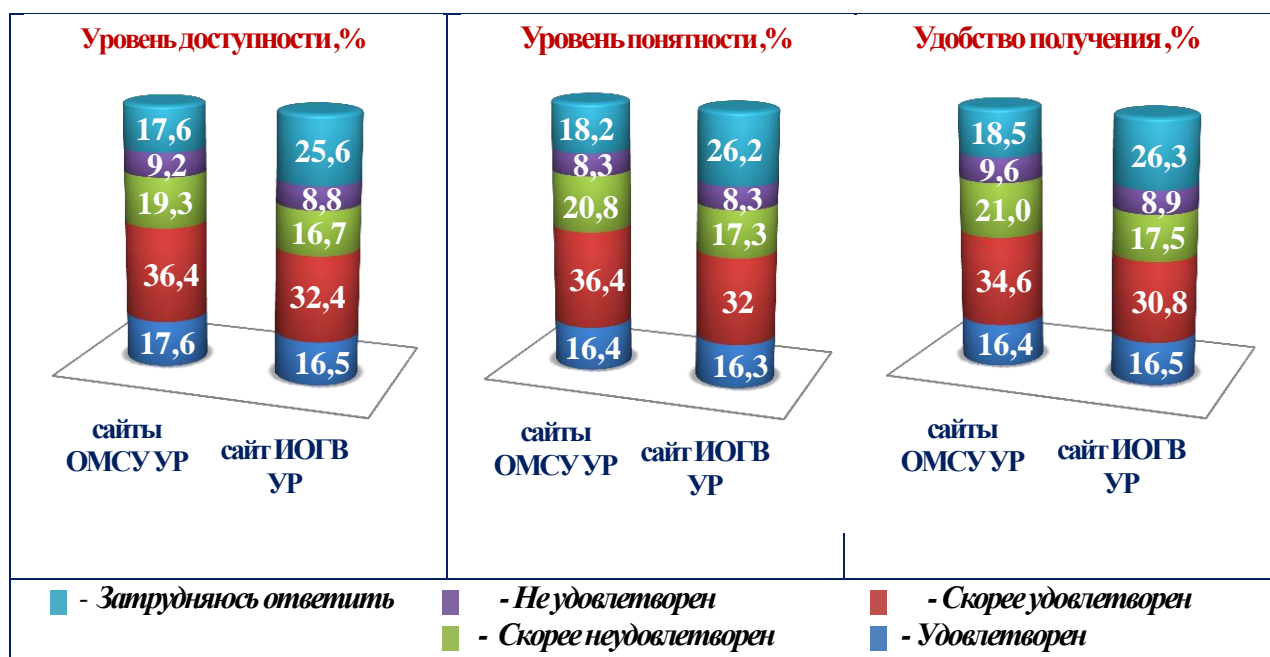 Уровень доступности,%
17,6
9,2
19,3
36,4
17,6
25,6
8,8
16,7
32,4
16,5
сайты
ОМСУ УР
сайт ИОГВ
УР
Уровень понятности,%
18,2
8,3
20,8
36,4
16,4
26,2
8,3
17,3
32
16,3
сайты
ОМСУ УР
сайт ИОГВ
УР
Удобство получения,%
18,5
9,6
21,0
34,6
16,4
26,3
8,9
17,5
30,8
16,5
сайты
ОМСУ УР
сайт ИОГВ
УР
- Затрудняюсь ответить
- Не удовлетворен
- Скорее удовлетворен
- Скорее неудовлетворен
- Удовлетворен